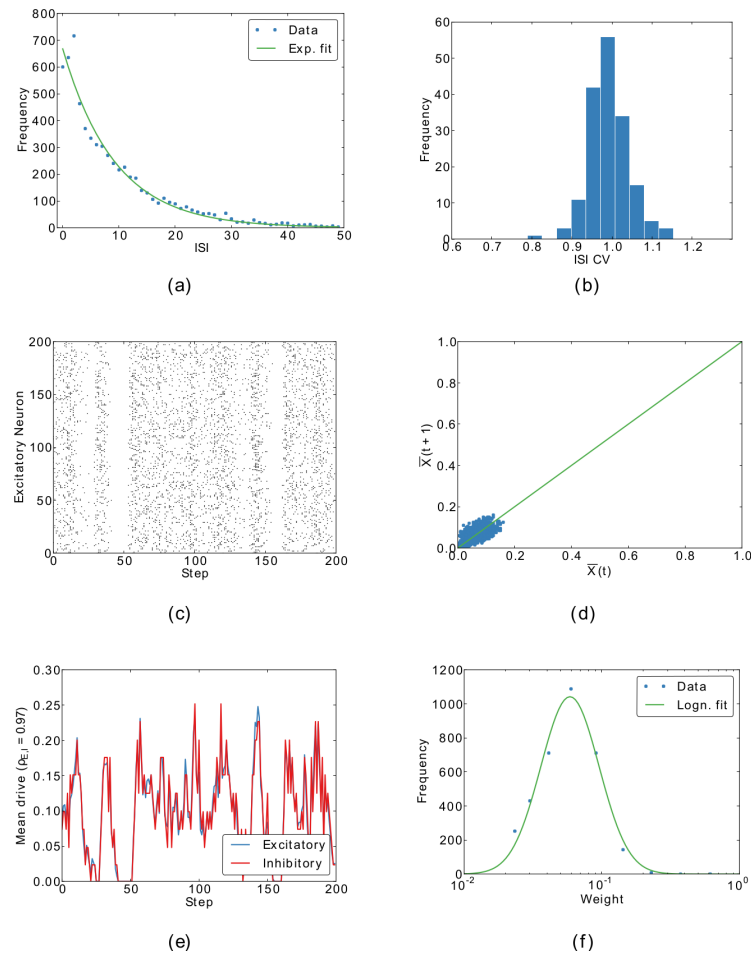 800
700
600
500
400
300
200
100
0
Frequency
Data
Exp. fit
0 10 20 30 40 50
ISI
(a)
60
50
40
30
20
10
0
Frequency
0.6 0.7 0.8 0.9 1.0 1.1 1.2
ISI CV
(b)
200
150
100
50
0
Excitatory Neuron
0 50 100 150 200
Step
(c)
1.0
0.8
0.6
0.4
0.2
0.0
X(t + 1)
0.0 0.2 0.4 0.6 0.8 1.0
X(t)
(d)
0.30
0.25
0.20
0.15
0.10
0.05
0.00
Mean drive (ρE,I = 0.97)
Excitatory
Inhibitory
0 50 100 150 200
Step
(e)
1200
1000
800
600
400
200
0
Frequency
Data
Logn. fit
10⁻² 10⁻¹ 10⁰
Weight
(f)